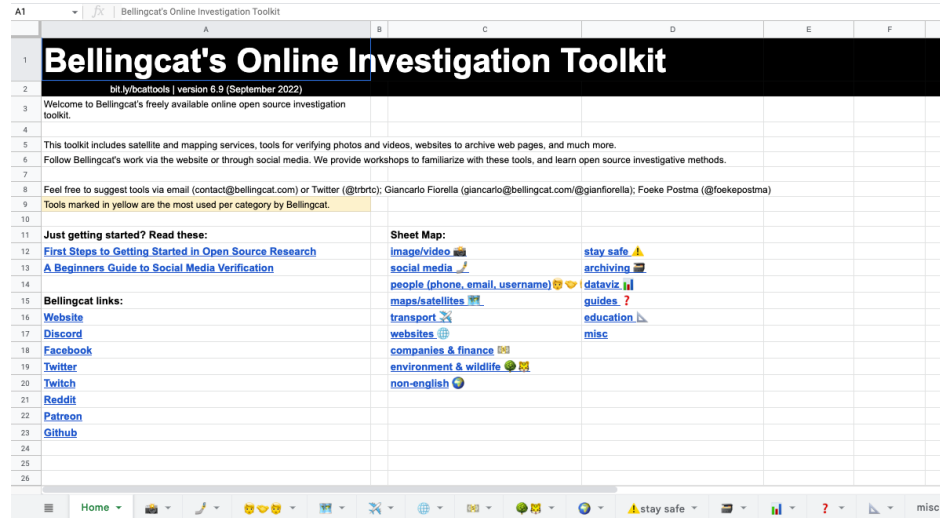 A1
fx
Bellingcat's Online Investigation Toolkit
A B C D E F
1 Bellingcat's Online Investigation Toolkit
2 bit.ly/bcattools | version 6.9 (September 2022)
3 Welcome to Bellingcat's freely available online open source investigation
toolkit.
4
5 This toolkit includes satellite and mapping services, tools for verifying photos and videos, websites to archive web pages, and much more.
6 Follow Bellingcat's work via the website or through social media. We provide workshops to familiarize with these tools, and learn open source investigative methods.
7
8 Feel free to suggest tools via email (contact@bellingcat.com) or Twitter (@trbrtc); Giancarlo Fiorella (giancarlo@bellingcat.com/@gianfiorella); Foeke Postma (@foekepostma)
9 Tools marked in yellow are the most used per category by Bellingcat.
10
11 Just getting started? Read these: Sheet Map:
12 First Steps to Getting Started in Open Source Research image/video stay safe
13 A Beginners Guide to Social Media Verification social media archiving
14 people (phone, email, username) dataviz
15 Bellingcat links: maps/satellites guides
16 Website transport education
17 Discord websites misc
18 Facebook companies & finance
19 Twitter environment & wildlife
20 Twitch non-english
21 Reddit
22 Patreon
23 Github
24
25
26
Home stay safe misc